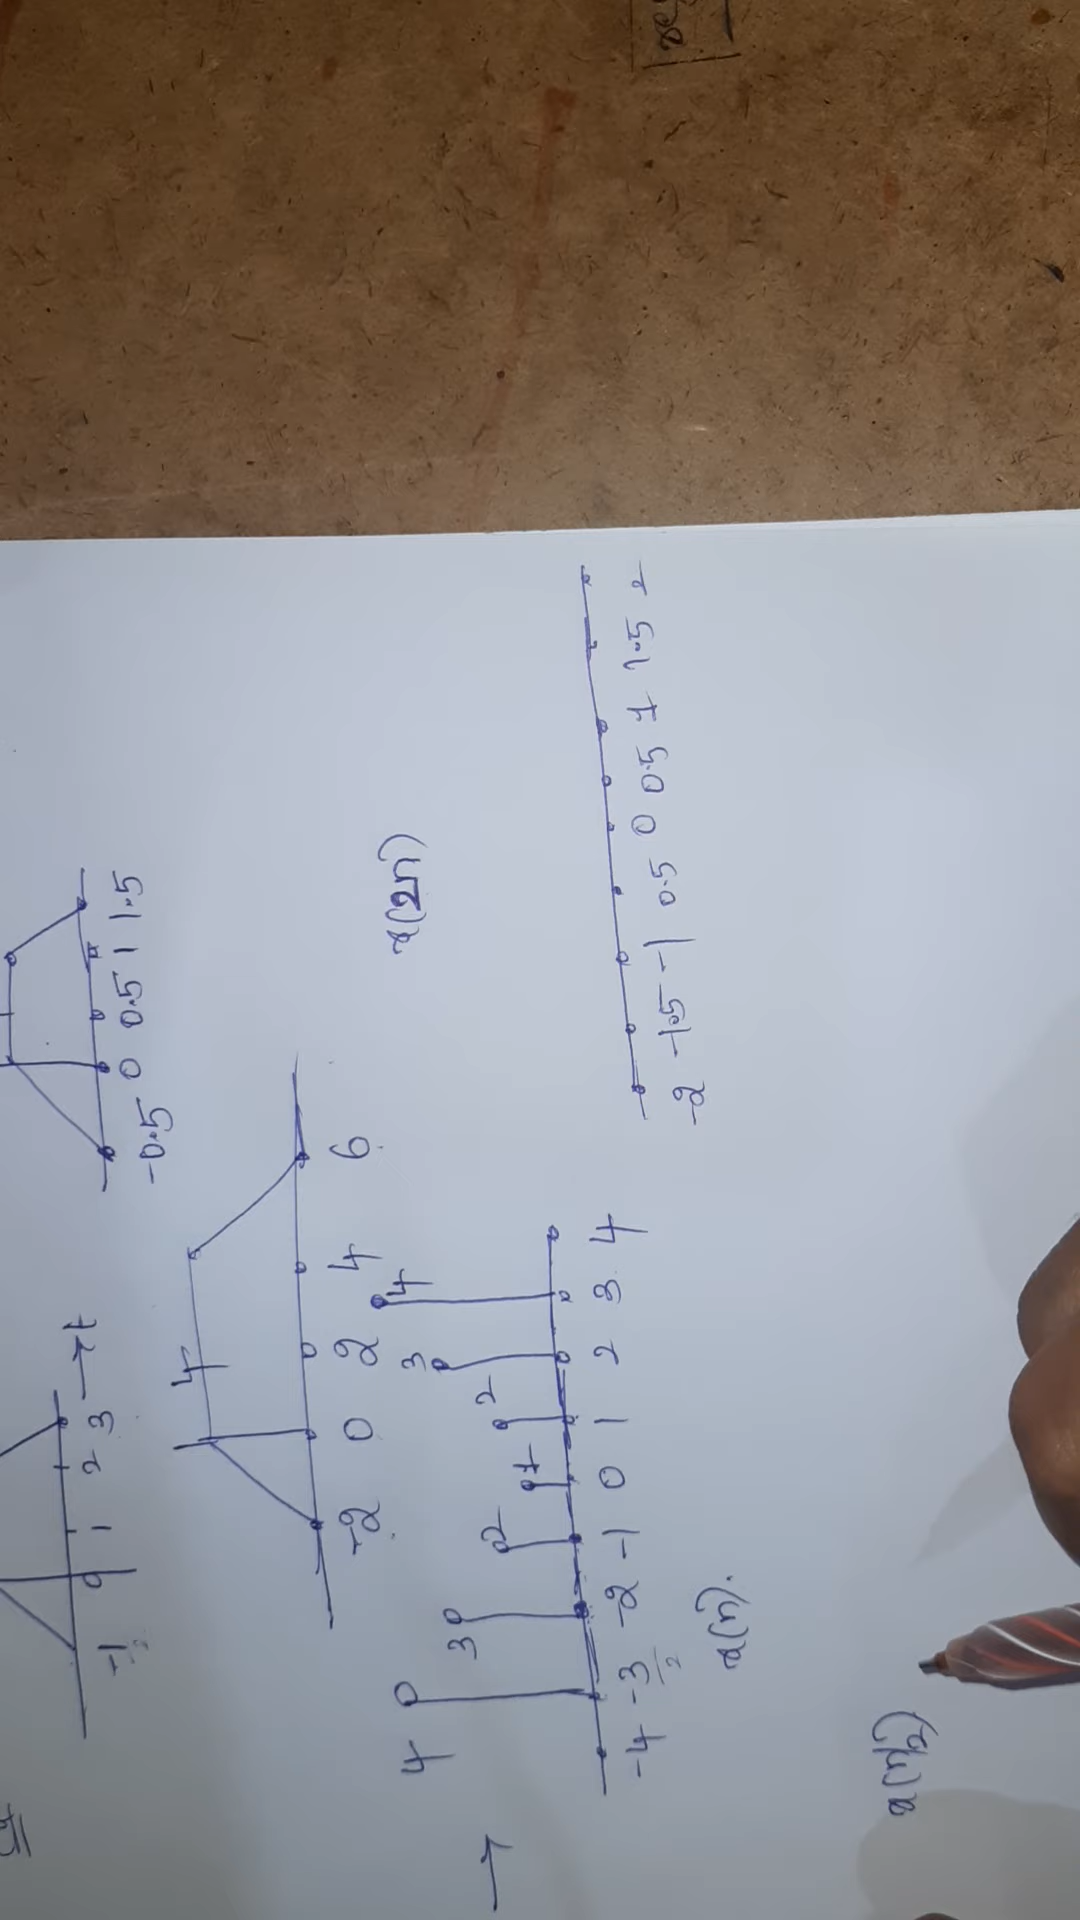 -0.5 0 0.5 1 1.5
-1 0 1 2 3 → t
2
4
-2 0 2 4 6
x(2n)
4 3 2 1 2 3 4
-4 -3 -2 -1 0 1 2 3 4
2
x(n).
-2 -1.5 -1 0.5 0 0.5 1 1.5 2
x(n/2)